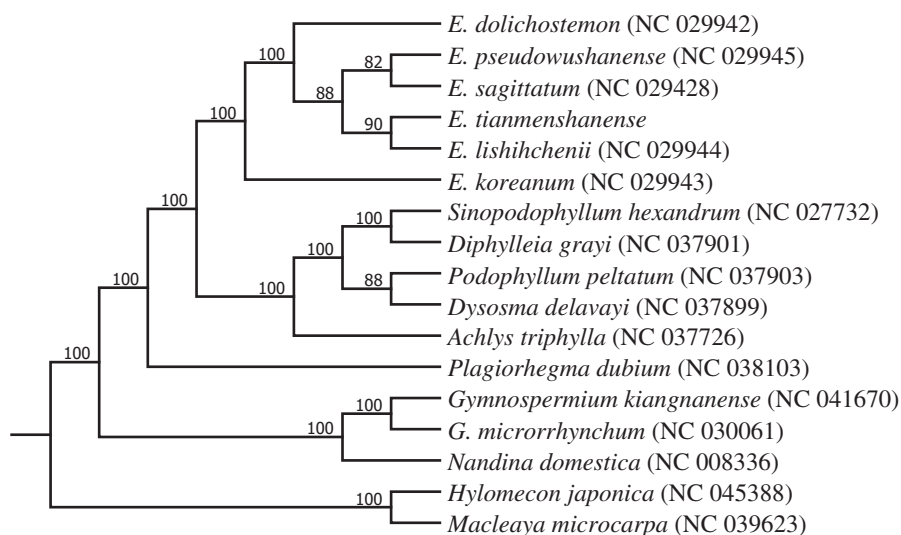 E. dolichostemon (NC 029942)
100
E. pseudowushanense (NC 029945)
82
E. sagittatum (NC 029428)
88
100
E. tianmenshanense
90
E. lishihchenii (NC 029944)
E. koreanum (NC 029943)
100
Sinopodophyllum hexandrum (NC 027732)
100
Diphylleia grayi (NC 037901)
100
Podophyllum peltatum (NC 037903)
100
100
88
Dysosma delavayi (NC 037899)
Achlys triphylla (NC 037726)
100
Plagiorhegma dubium (NC 038103)
Gymnospermium kiangnanense (NC 041670)
100
G. microrrhynchum (NC 030061)
100
Nandina domestica (NC 008336)
Hylomecon japonica (NC 045388)
100
Macleaya microcarpa (NC 039623)